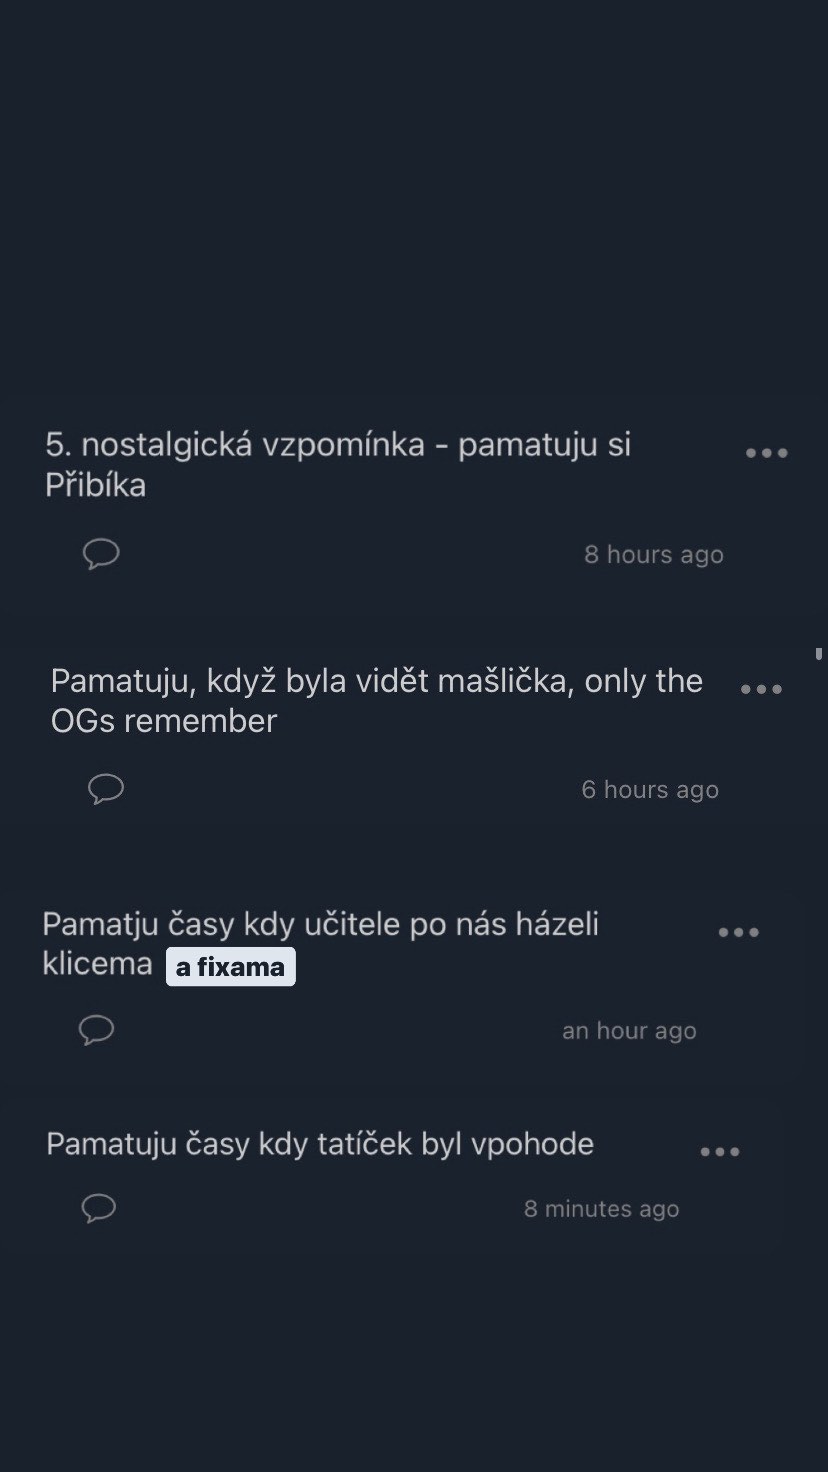 5. nostalgická vzpomínka - pamatuju si
Přibíka
8 hours ago
Pamatuju, když byla vidět mašlička, only the
OGs remember
6 hours ago
Pamatju časy kdy učitele po nás házeli
klicema a fixama
an hour ago
Pamatuju časy kdy tatíček byl vpohode
8 minutes ago